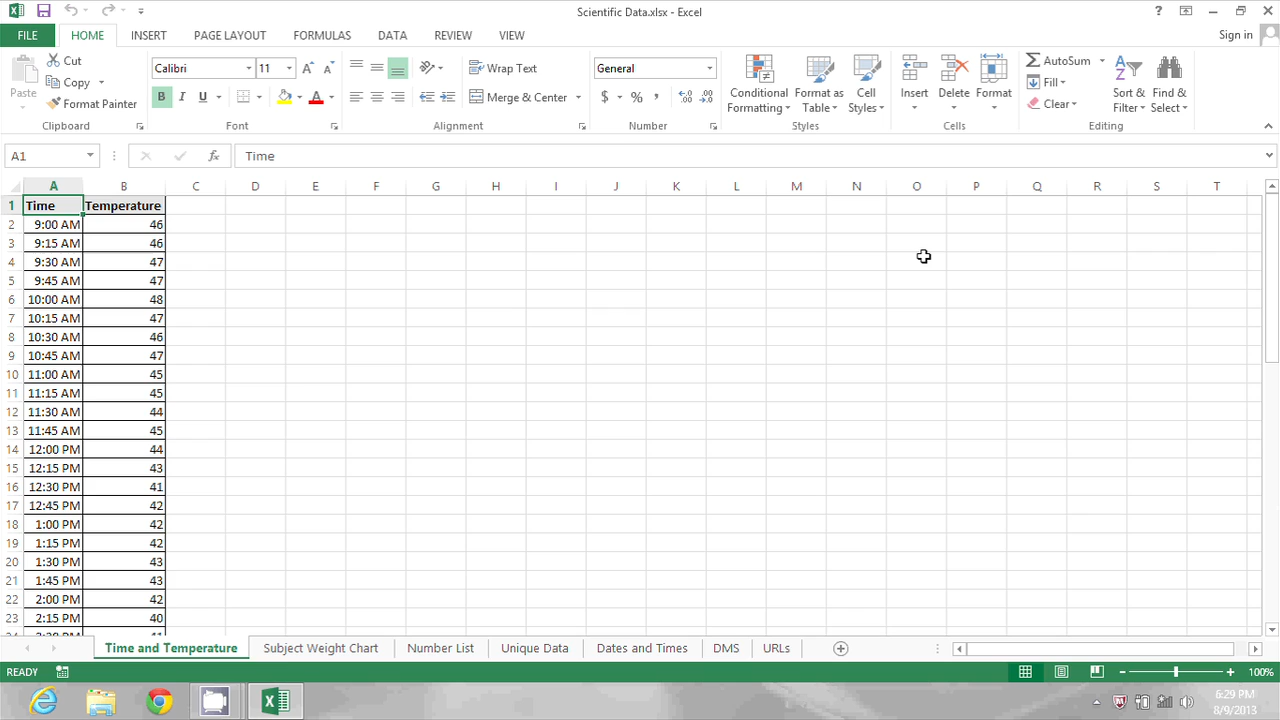 Scientific Data.xlsx - Excel
?
FILE HOME INSERT PAGE LAYOUT FORMULAS DATA REVIEW VIEW Sign in
Paste
Cut
Copy
Format Painter
Clipboard
Calibri 11
B I U
Font
Wrap Text
Merge & Center
Alignment
General
$ % ,
Number
Conditional Formatting
Format as Table
Cell Styles
Styles
Insert Delete Format
Cells
AutoSum
Fill
Clear
Sort & Filter
Find & Select
Editing
A1 fx Time
A B C D E F G H I J K L M N O P Q R S T
1 Time Temperature
2 9:00 AM 46
3 9:15 AM 46
4 9:30 AM 47
5 9:45 AM 47
6 10:00 AM 48
7 10:15 AM 47
8 10:30 AM 46
9 10:45 AM 47
10 11:00 AM 45
11 11:15 AM 45
12 11:30 AM 44
13 11:45 AM 45
14 12:00 PM 44
15 12:15 PM 43
16 12:30 PM 41
17 12:45 PM 42
18 1:00 PM 42
19 1:15 PM 42
20 1:30 PM 43
21 1:45 PM 43
22 2:00 PM 42
23 2:15 PM 40
Time and Temperature Subject Weight Chart Number List Unique Data Dates and Times DMS URLs
READY 100%
6:29 PM
8/9/2013